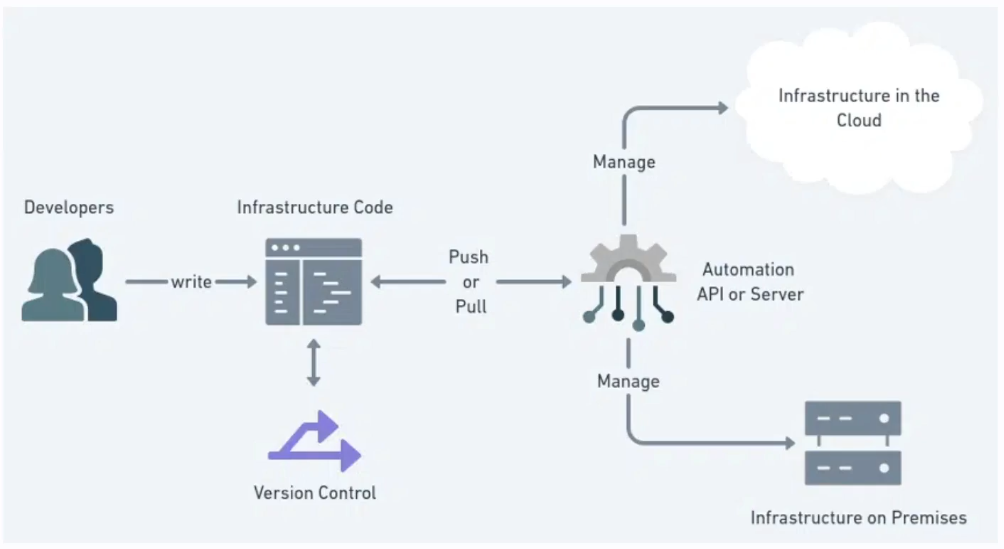 Infrastructure in the
Cloud
Manage
Developers
Infrastructure Code
write
Push
or
Pull
Automation
API or Server
Manage
Version Control
Infrastructure on Premises